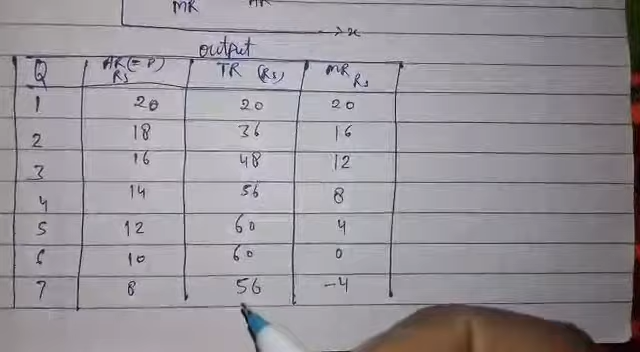 MR AR
x
output
Q AR(=P) Rs TR (Rs) MR Rs
1 20 20 20
2 18 36 16
3 16 48 12
4 14 56 8
5 12 60 4
6 10 60 0
7 8 56 -4